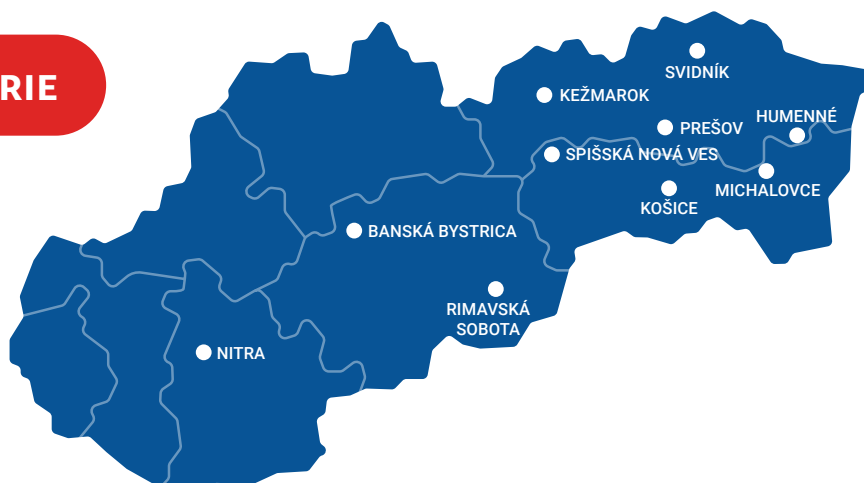 RIE
SVIDNÍK
KEŽMAROK
HUMENNÉ
PREŠOV
SPIŠSKÁ NOVÁ VES
MICHALOVCE
KOŠICE
BANSKÁ BYSTRICA
RIMAVSKÁ
SOBOTA
NITRA